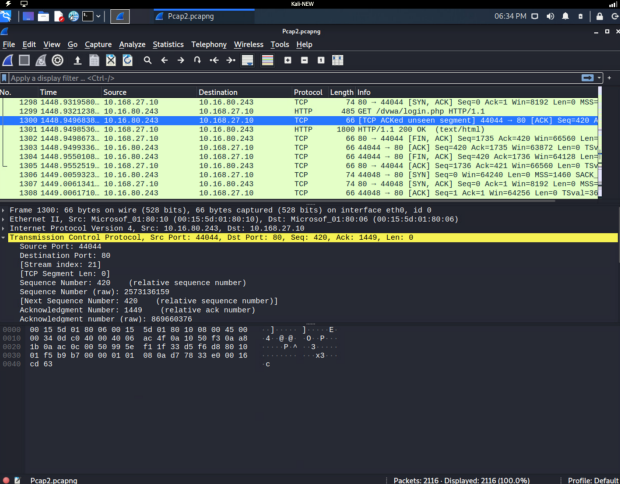 Kali-NEW
Pcap2.pcapng
06:34 PM
Pcap2.pcapng
File Edit View Go Capture Analyze Statistics Telephony Wireless Tools Help
Apply a display filter ... <Ctrl-/>
No. Time Source Destination Protocol Length Info
1298 1448.9319580… 10.168.27.10 10.16.80.243 TCP 74 80 → 44044 [SYN, ACK] Seq=0 Ack=1 Win=8192 Len=0 MSS=
1299 1448.9321238… 10.16.80.243 10.168.27.10 HTTP 485 GET /dvwa/login.php HTTP/1.1
1300 1448.9496838… 10.16.80.243 10.168.27.10 TCP 66 [TCP ACKed unseen segment] 44044 → 80 [ACK] Seq=420 A
1301 1448.9498536… 10.168.27.10 10.16.80.243 HTTP 1800 HTTP/1.1 200 OK (text/html)
1302 1448.9498673… 10.168.27.10 10.16.80.243 TCP 66 80 → 44044 [FIN, ACK] Seq=1735 Ack=420 Win=66560 Len=
1303 1448.9499336… 10.16.80.243 10.168.27.10 TCP 66 44044 → 80 [ACK] Seq=420 Ack=1735 Win=63872 Len=0 TSv
1304 1448.9550108… 10.16.80.243 10.168.27.10 TCP 66 44044 → 80 [FIN, ACK] Seq=420 Ack=1736 Win=64128 Len=
1305 1448.9552519… 10.168.27.10 10.16.80.243 TCP 66 80 → 44044 [ACK] Seq=1736 Ack=421 Win=66560 Len=0 TSv
1306 1449.0059323… 10.16.80.243 10.168.27.10 TCP 74 44048 → 80 [SYN] Seq=0 Win=64240 Len=0 MSS=1460 SACK_
1307 1449.0061341… 10.168.27.10 10.16.80.243 TCP 74 80 → 44048 [SYN, ACK] Seq=0 Ack=1 Win=8192 Len=0 MSS=
1308 1449.0061710… 10.16.80.243 10.168.27.10 TCP 66 44048 → 80 [ACK] Seq=1 Ack=1 Win=64256 Len=0 TSval=36
Frame 1300: 66 bytes on wire (528 bits), 66 bytes captured (528 bits) on interface eth0, id 0
Ethernet II, Src: Microsof_01:80:10 (00:15:5d:01:80:10), Dst: Microsof_01:80:06 (00:15:5d:01:80:06)
Internet Protocol Version 4, Src: 10.16.80.243, Dst: 10.168.27.10
Transmission Control Protocol, Src Port: 44044, Dst Port: 80, Seq: 420, Ack: 1449, Len: 0
Source Port: 44044
Destination Port: 80
[Stream index: 21]
[TCP Segment Len: 0]
Sequence Number: 420 (relative sequence number)
Sequence Number (raw): 2573136159
[Next Sequence Number: 420 (relative sequence number)]
Acknowledgment Number: 1449 (relative ack number)
Acknowledgment number (raw): 869660376
0000 00 15 5d 01 80 06 00 15 5d 01 80 10 08 00 45 00 ··]····· ]·····E·
0010 00 34 0d c0 40 00 40 06 ac 4f 0a 10 50 f3 0a a8 ·4··@·@· ·O··P···
0020 1b 0a ac 0c 00 50 99 5e f1 1f 33 d5 f6 d8 80 10 ·····P·^ ··3·····
0030 01 f5 b9 b7 00 00 01 01 08 0a d7 78 33 e0 00 16 ········ ···x3···
0040 cd 63 ·c
Pcap2.pcapng
Packets: 2116 · Displayed: 2116 (100.0%)
Profile: Default